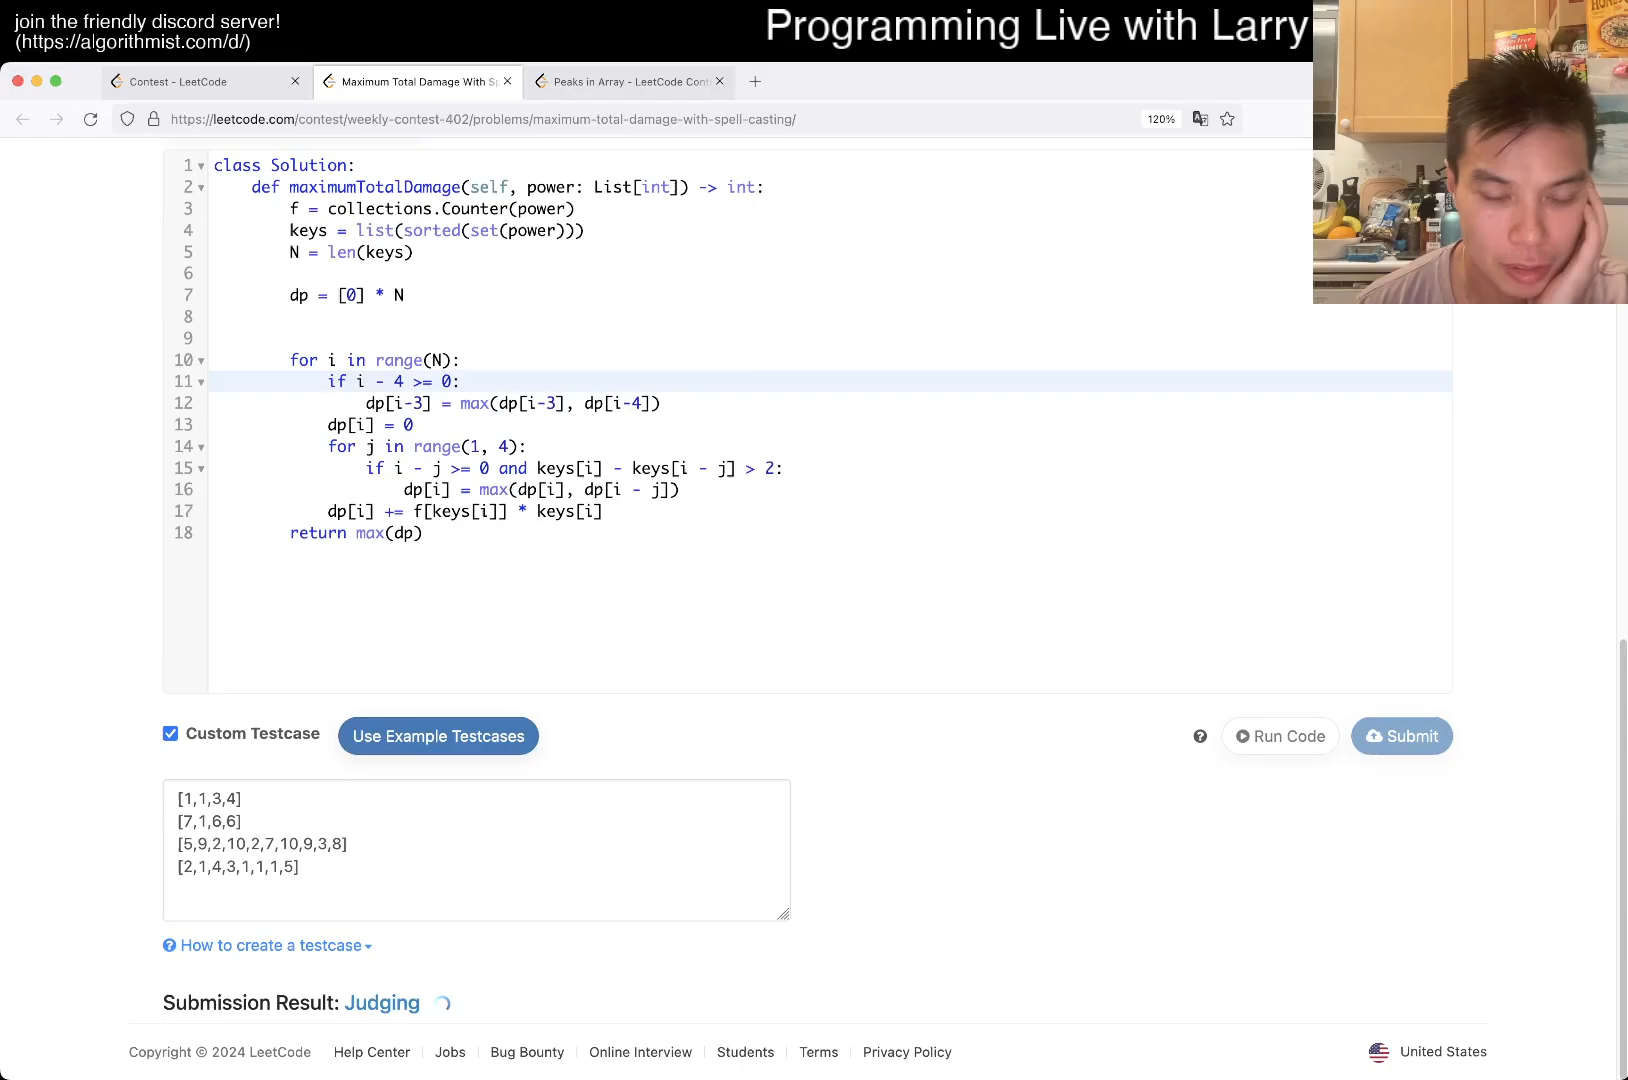 join the friendly discord server!
(https://algorithmist.com/d/)
Programming Live with Larry
Contest - LeetCode
Maximum Total Damage With Sp
Peaks in Array - LeetCode Cont
https://leetcode.com/contest/weekly-contest-402/problems/maximum-total-damage-with-spell-casting/
120%
1 class Solution:
2     def maximumTotalDamage(self, power: List[int]) -> int:
3         f = collections.Counter(power)
4         keys = list(sorted(set(power)))
5         N = len(keys)
6
7         dp = [0] * N
8
9
10         for i in range(N):
11             if i - 4 >= 0:
12                 dp[i-3] = max(dp[i-3], dp[i-4])
13             dp[i] = 0
14             for j in range(1, 4):
15                 if i - j >= 0 and keys[i] - keys[i - j] > 2:
16                     dp[i] = max(dp[i], dp[i - j])
17             dp[i] += f[keys[i]] * keys[i]
18         return max(dp)
Custom Testcase
Use Example Testcases
Run Code
Submit
[1,1,3,4]
[7,1,6,6]
[5,9,2,10,2,7,10,9,3,8]
[2,1,4,3,1,1,1,5]
How to create a testcase
Submission Result: Judging
Copyright © 2024 LeetCode
Help Center
Jobs
Bug Bounty
Online Interview
Students
Terms
Privacy Policy
United States